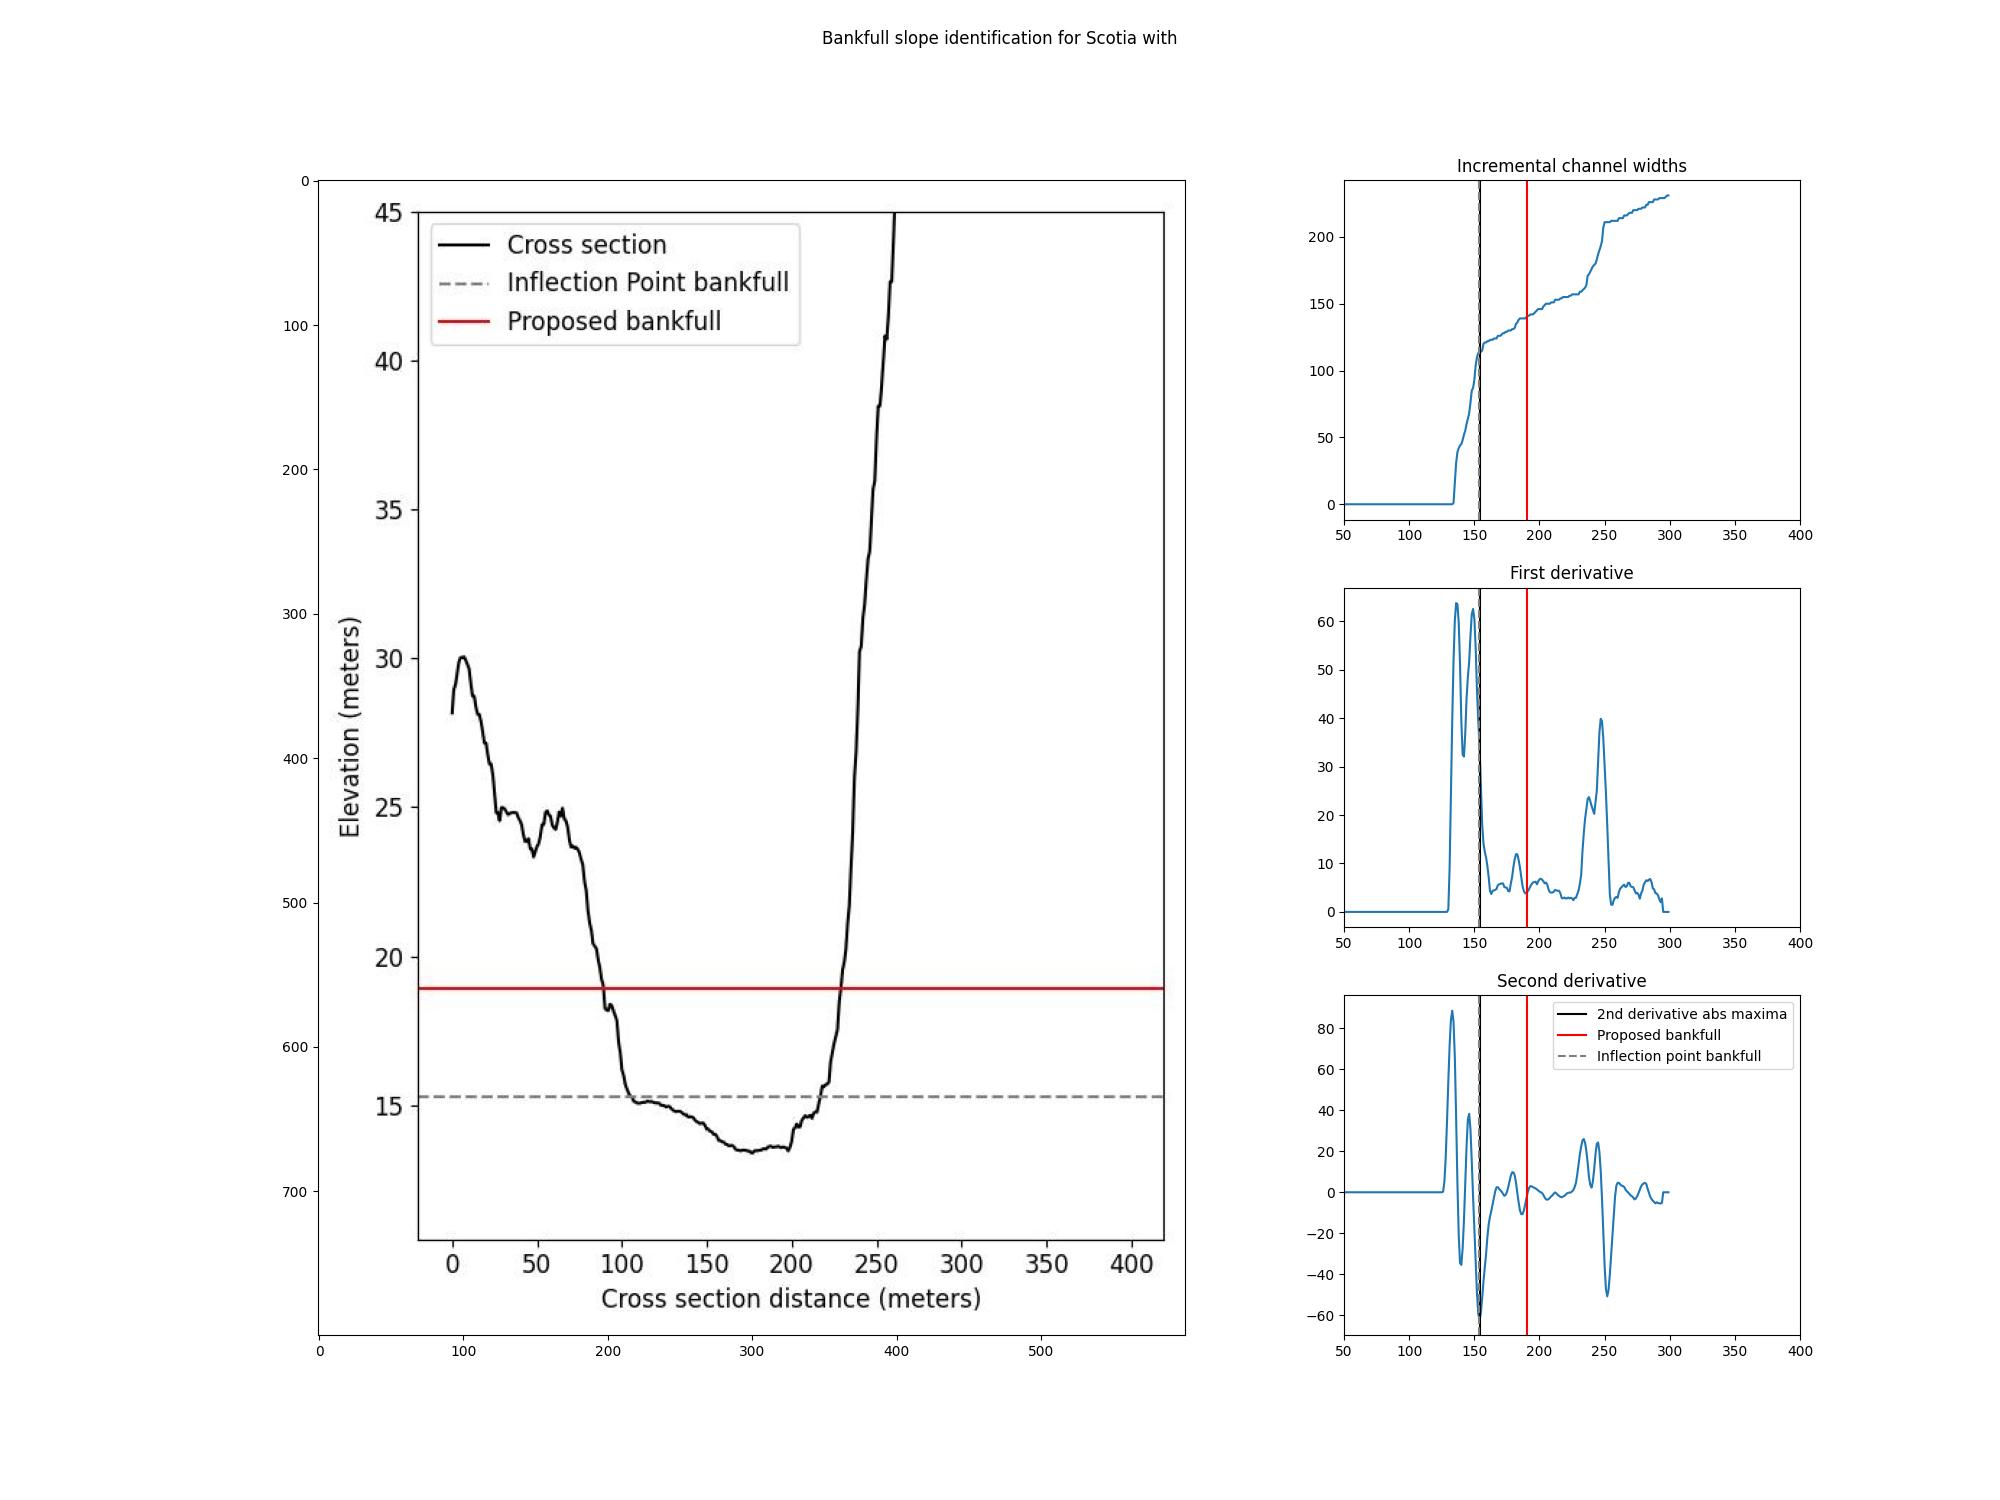 Bankfull slope identification for Scotia with
0
100
200
300
400
500
600
700
0 100 200 300 400 500
45
40
35
30
25
20
15
Elevation (meters)
Cross section
Inflection Point bankfull
Proposed bankfull
0 50 100 150 200 250 300 350 400
Cross section distance (meters)
Incremental channel widths
200
150
100
50
0
50 100 150 200 250 300 350 400
First derivative
60
50
40
30
20
10
0
50 100 150 200 250 300 350 400
Second derivative
80
60
40
20
0
−20
−40
−60
2nd derivative abs maxima
Proposed bankfull
Inflection point bankfull
50 100 150 200 250 300 350 400